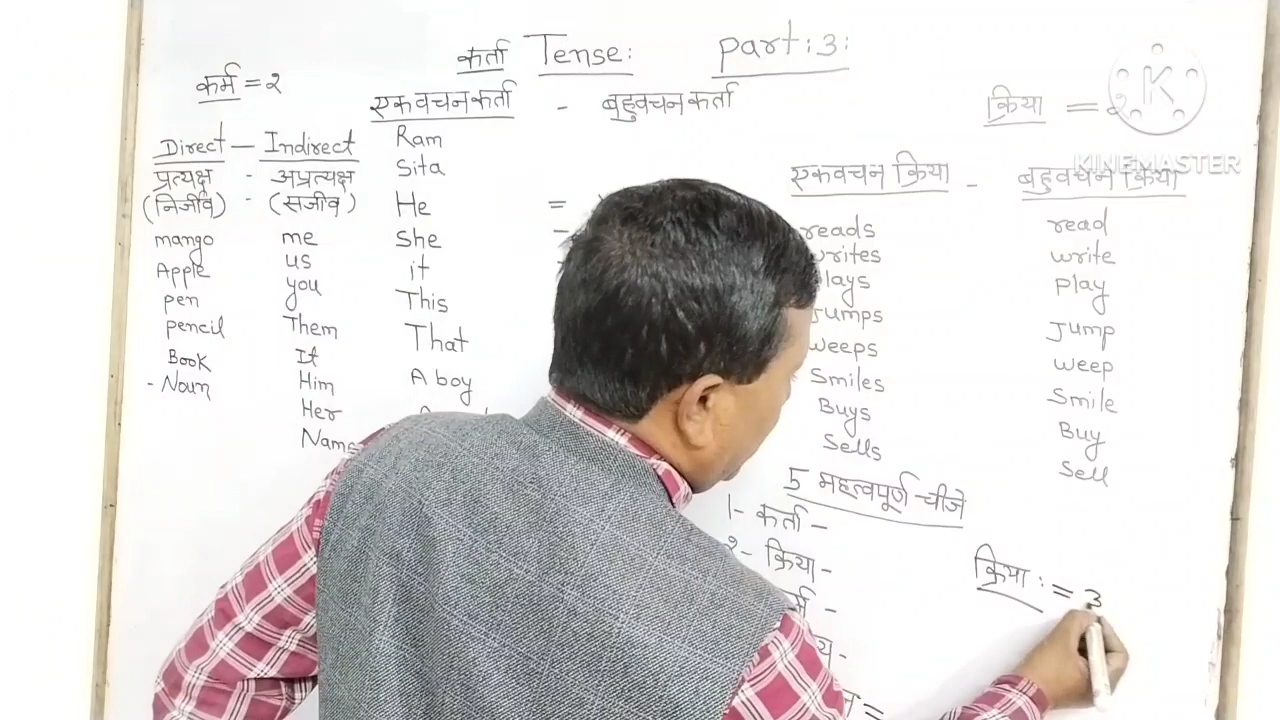 कर्ता Tense: Part:3:
कर्म = २
एकवचन कर्ता - बहुवचन कर्ता
क्रिया = २
KINEMASTER
Direct — Indirect
प्रत्यक्ष - अप्रत्यक्ष
(निर्जीव) - (सजीव)
mango me
Apple us
pen you
pencil Them
Book It
- Noun Him
Her
Name
Ram
Sita
He =
She
it
This
That
A boy
एकवचन क्रिया - बहुवचन क्रिया
reads read
writes write
plays play
Jumps Jump
weeps weep
Smiles Smile
Buys Buy
Sells Sell
5 महत्वपूर्ण चीजे
1- कर्ता -
२- क्रिया -
क्रिया : = 3